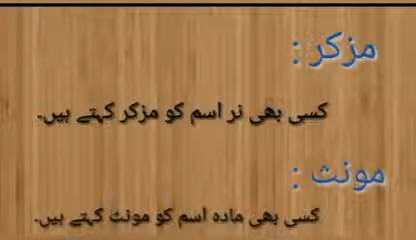 مزکر :
کسی بھی نر اسم کو مزکر کہتے ہیں۔
مونث :
کسی بھی مادہ اسم کو مونث کہتے ہیں۔